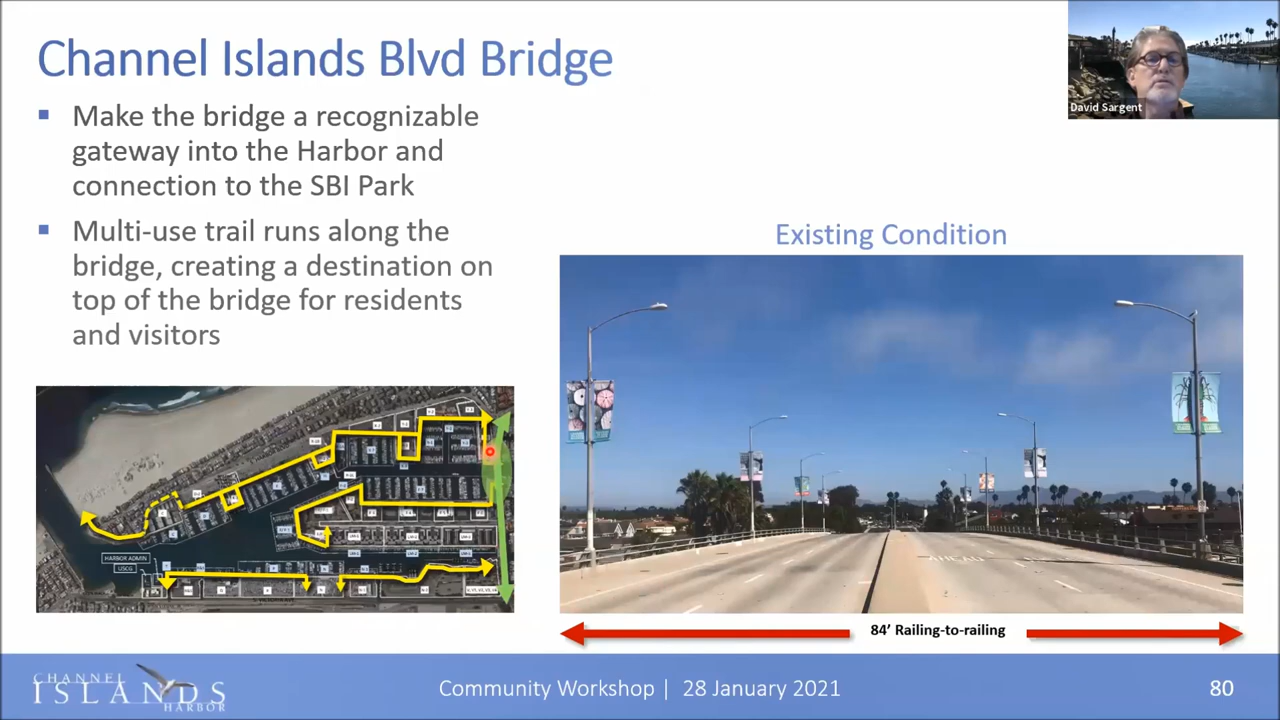 Channel Islands Blvd Bridge
Make the bridge a recognizable
gateway into the Harbor and
connection to the SBI Park
Multi-use trail runs along the
bridge, creating a destination on
top of the bridge for residents
and visitors
David Sargent
Existing Condition
HARBOR ADMIN
USCG
84’ Railing-to-railing
CHANNEL
ISLANDS
HARBOR
Community Workshop | 28 January 2021
80